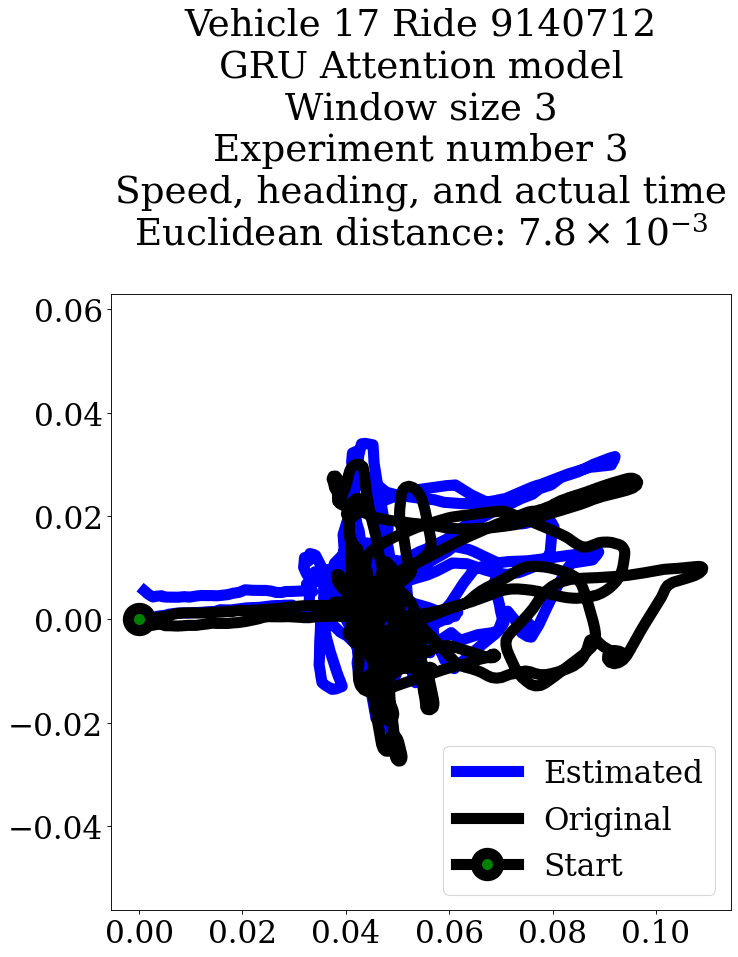 Vehicle 17 Ride 9140712
GRU Attention model
Window size 3
Experiment number 3
Speed, heading, and actual time
Euclidean distance: 7.8 × 10⁻³
0.06
0.04
0.02
0.00
−0.02
−0.04
Estimated
Original
Start
0.00 0.02 0.04 0.06 0.08 0.10